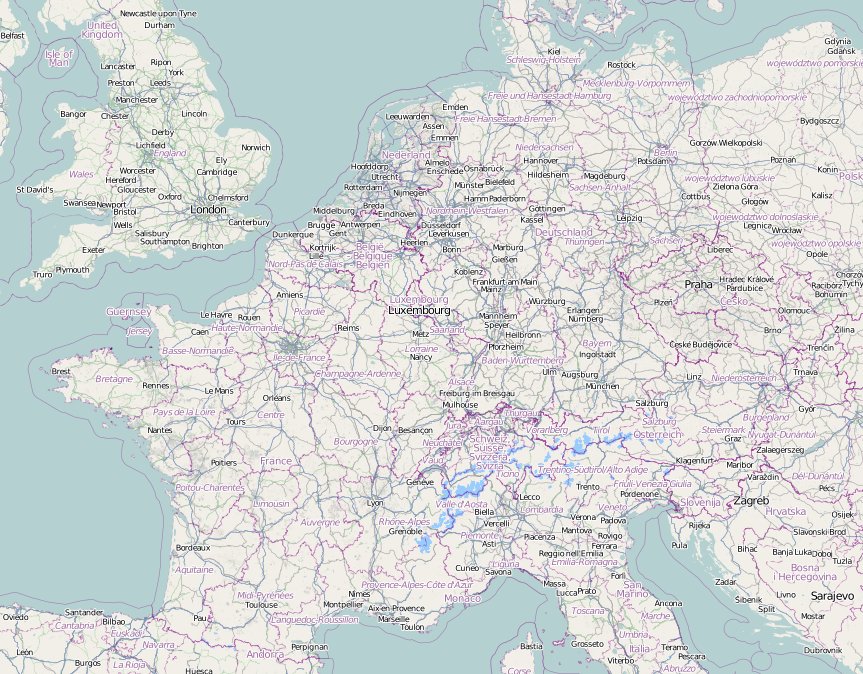 Newcastle upon Tyne
Durham
Belfast
United
Kingdom
Isle of
Man
Lancaster
Ripon
York
Preston
Leeds
Manchester
Chester
Bangor
Lincoln
Derby
Lichfield
England
Norwich
Ely
Wales
Worcester
Hereford
Cambridge
St David's
Gloucester
Oxford
Chelmsford
Swansea
Newport
London
Bristol
Wells
Canterbury
Salisbury
Southampton
Brighton
Exeter
Truro
Plymouth
Kiel
Schleswig-Holstein
Rostock
Mecklenburg-Vorpommern
Gdynia
Gdańsk
województwo pomorskie
Freie und Hansestadt Hamburg
województwo zachodniopomorskie
Emden
Leeuwarden
Freie Hansestadt Bremen
Assen
Bydgoszcz
Emmen
Niedersachsen
Berlin
Gorzów Wielkopolski
Nederland
Almelo
Hannover
Potsdam
Poznań
Hoofddorp
Enschede
Osnabrück
Utrecht
Hildesheim
Magdeburg
Konin
województwo lubuskie
Rotterdam
Nijmegen
Münster
Bielefeld
Sachsen-Anhalt
Zielona Góra
Breda
Hamm
Paderborn
Cottbus
Głogów
Kalisz
Middelburg
Eindhoven
Nordrhein-Westfalen
Göttingen
Leipzig
województwo dolnośląskie
Brugge
Antwerpen
Düsseldorf
Kassel
Legnica
Wrocław
Dunkerque
Gent
Leverkusen
Deutschland
Kortrijk
België
Heerlen
Bonn
Marburg
Thüringen
Sachsen
województwo opolskie
Lille
Belgique
Belgien
Gießen
Liberec
Opole
Nord-Pas de Calais
Koblenz
Frankfurt am Main
Mainz
Praha
Hradec Králové
Pardubice
Racibórz
Bohumín
Amiens
Luxembourg
Luxembourg
Würzburg
Plzeň
Česko
Guernsey
Le Havre
Rouen
Picardie
Mannheim
Erlangen
Olomouc
Jersey
Caen
Haute-Normandie
Reims
Speyer
Nürnberg
Brno
Žilina
Saarland
Metz
Heilbronn
Basse-Normandie
Île-de-France
Lorraine
Nancy
Pforzheim
Bayern
České Budějovice
Trenčín
Baden-Württemberg
Ingolstadt
Brest
Bretagne
Champagne-Ardenne
Alsace
Ulm
Augsburg
Niederösterreich
Trnava
Rennes
Le Mans
Freiburg im Breisgau
München
Orléans
Mulhouse
Salzburg
Győr
Pays de la Loire
Centre
Thurgau
Salzburg
Burgenland
Nantes
Tours
Dijon
Besançon
Jura
Aargau
Vorarlberg
Tirol
Steiermark
Nyugat-Dunántúl
Bourgogne
Neuchâtel
Schweiz
Österreich
Graz
Suisse
Svizzera
Svizra
Zalaegerszeg
Poitiers
France
Vaud
Klagenfurt
Maribor
Poitou-Charentes
Genève
Ticino
Trentino-Südtirol/Alto Adige
Varaždin
Dél-Dunántúl
Trento
Friuli-Venezia Giulia
Pécs
Limousin
Lyon
Valle d'Aosta
Lecco
Pordenone
Slovenija
Zagreb
Auvergne
Rhône-Alpes
Biella
Lombardia
Veneto
Hrvatska
Vercelli
Verona
Padova
Rijeka
Osijek
Grenoble
Piemonte
Asti
Piacenza
Mantova
Rovigo
Slavonski Brod
Bordeaux
Reggio nell'Emilia
Ferrara
Pula
Bihać
Banja Luka
Doboj
Aquitaine
Cuneo
Liguria
Emilia-Romagna
Tuzla
Savona
Forlì
Bosna
i Hercegovina
Provence-Alpes-Côte d'Azur
Massa
San
Marino
Zadar
Midi-Pyrénées
Nîmes
Monaco
Lucca
Prato
Livno
Sarajevo
Toulouse
Montpellier
Aix-en-Provence
Toscana
Ancona
Šibenik
Split
Oviedo
Santander
Pau
Languedoc-Roussillon
Marseille
Marche
Mostar
Cantabria
Bilbao
Toulon
Euskadi
Umbria
León
Navarra
Perpignan
Bastia
Grosseto
Italia
Teramo
Dubrovnik
Burgos
La Rioja
Andorra
Pescara
Huesca
Corse
Viterbo
Abruzzo